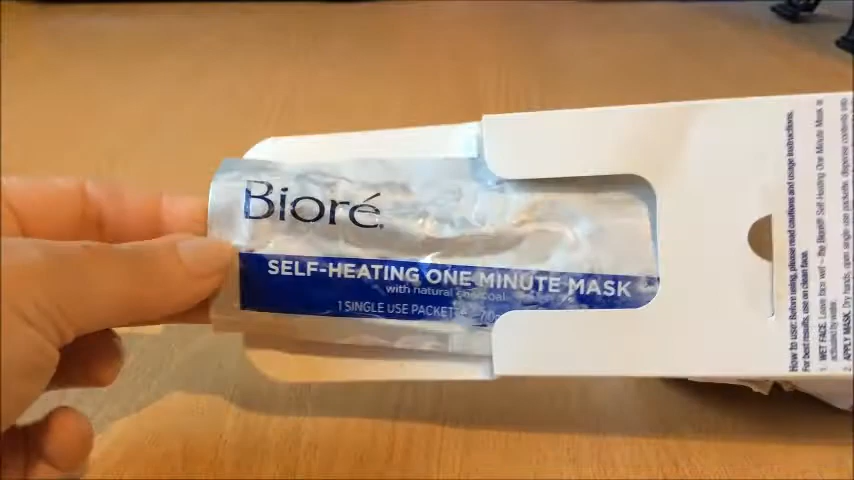 Bioré
SELF-HEATING ONE MINUTE MASK
with natural charcoal
1 SINGLE USE PACKET
How to use: Before using, please read cautions and usage instructions.
For best results, use on clean face.
1. WET FACE. Leave face wet – the Bioré® Self Heating One Minute Mask is
activated by water.
2. APPLY MASK. Dry hands, open single use packette, dispense contents into